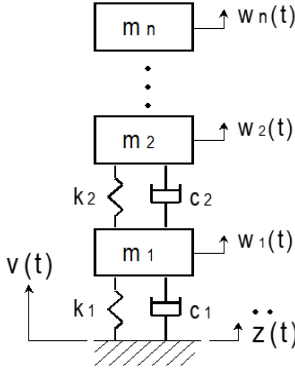 m n
w n(t)
m 2
w 2(t)
k 2
c 2
m 1
w 1(t)
v(t)
k 1
c 1
z̈(t)